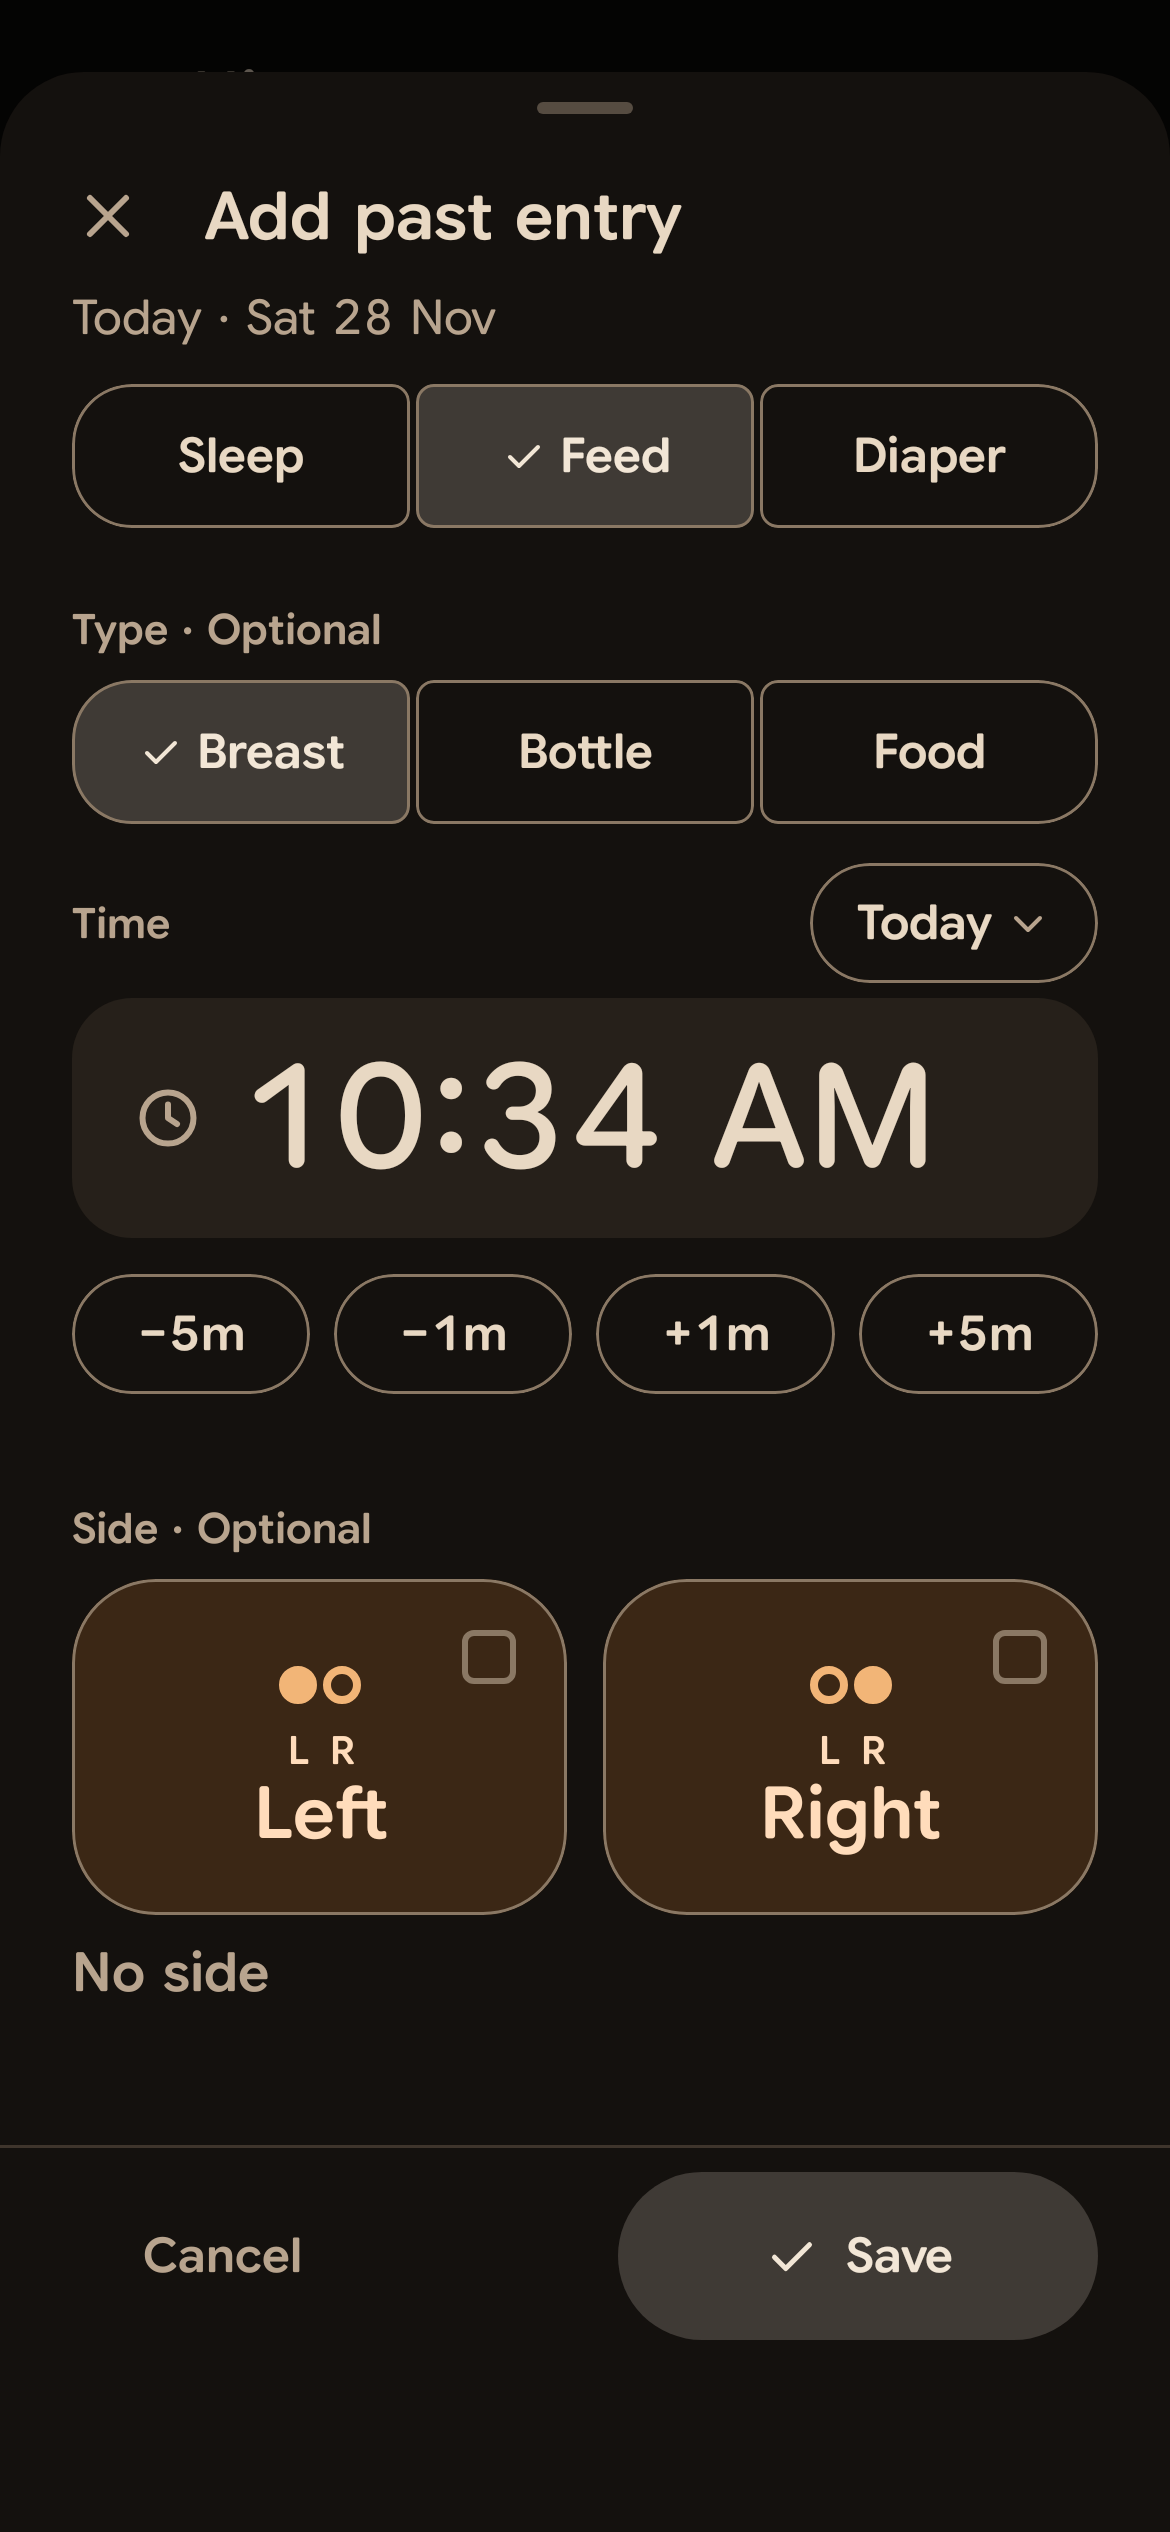 Add past entry
Today · Sat 28 Nov
Sleep
Feed
Diaper
Type · Optional
Breast
Bottle
Food
Time
Today
10:34 AM
−5m
−1m
+1m
+5m
Side · Optional
L R
Left
L R
Right
No side
Cancel
Save